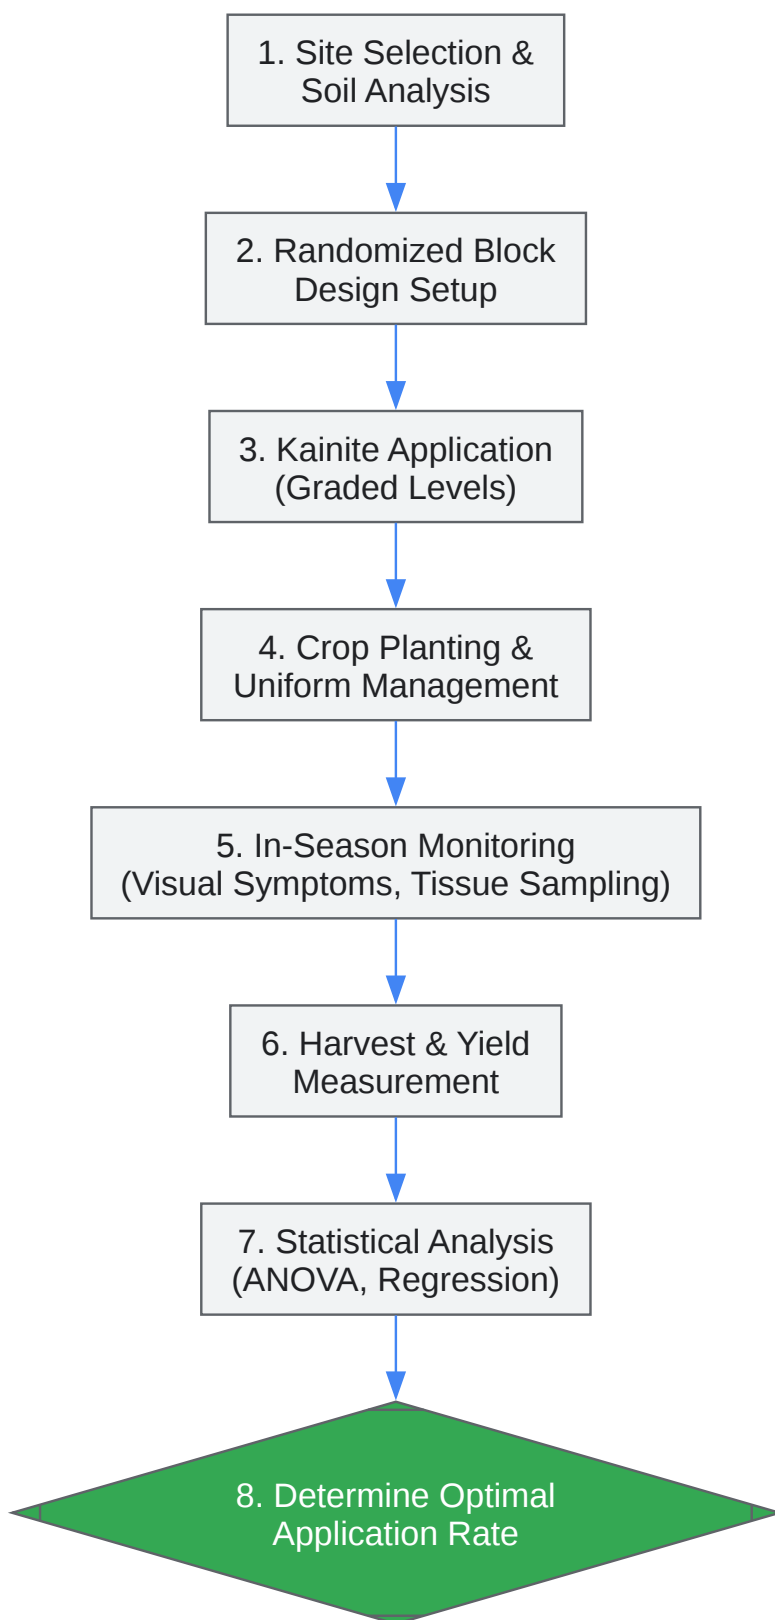 1. Site Selection &
Soil Analysis
2. Randomized Block
Design Setup
3. Kainite Application
(Graded Levels)
4. Crop Planting &
Uniform Management
5. In-Season Monitoring
(Visual Symptoms, Tissue Sampling)
6. Harvest & Yield
Measurement
7. Statistical Analysis
(ANOVA, Regression)
8. Determine Optimal
Application Rate